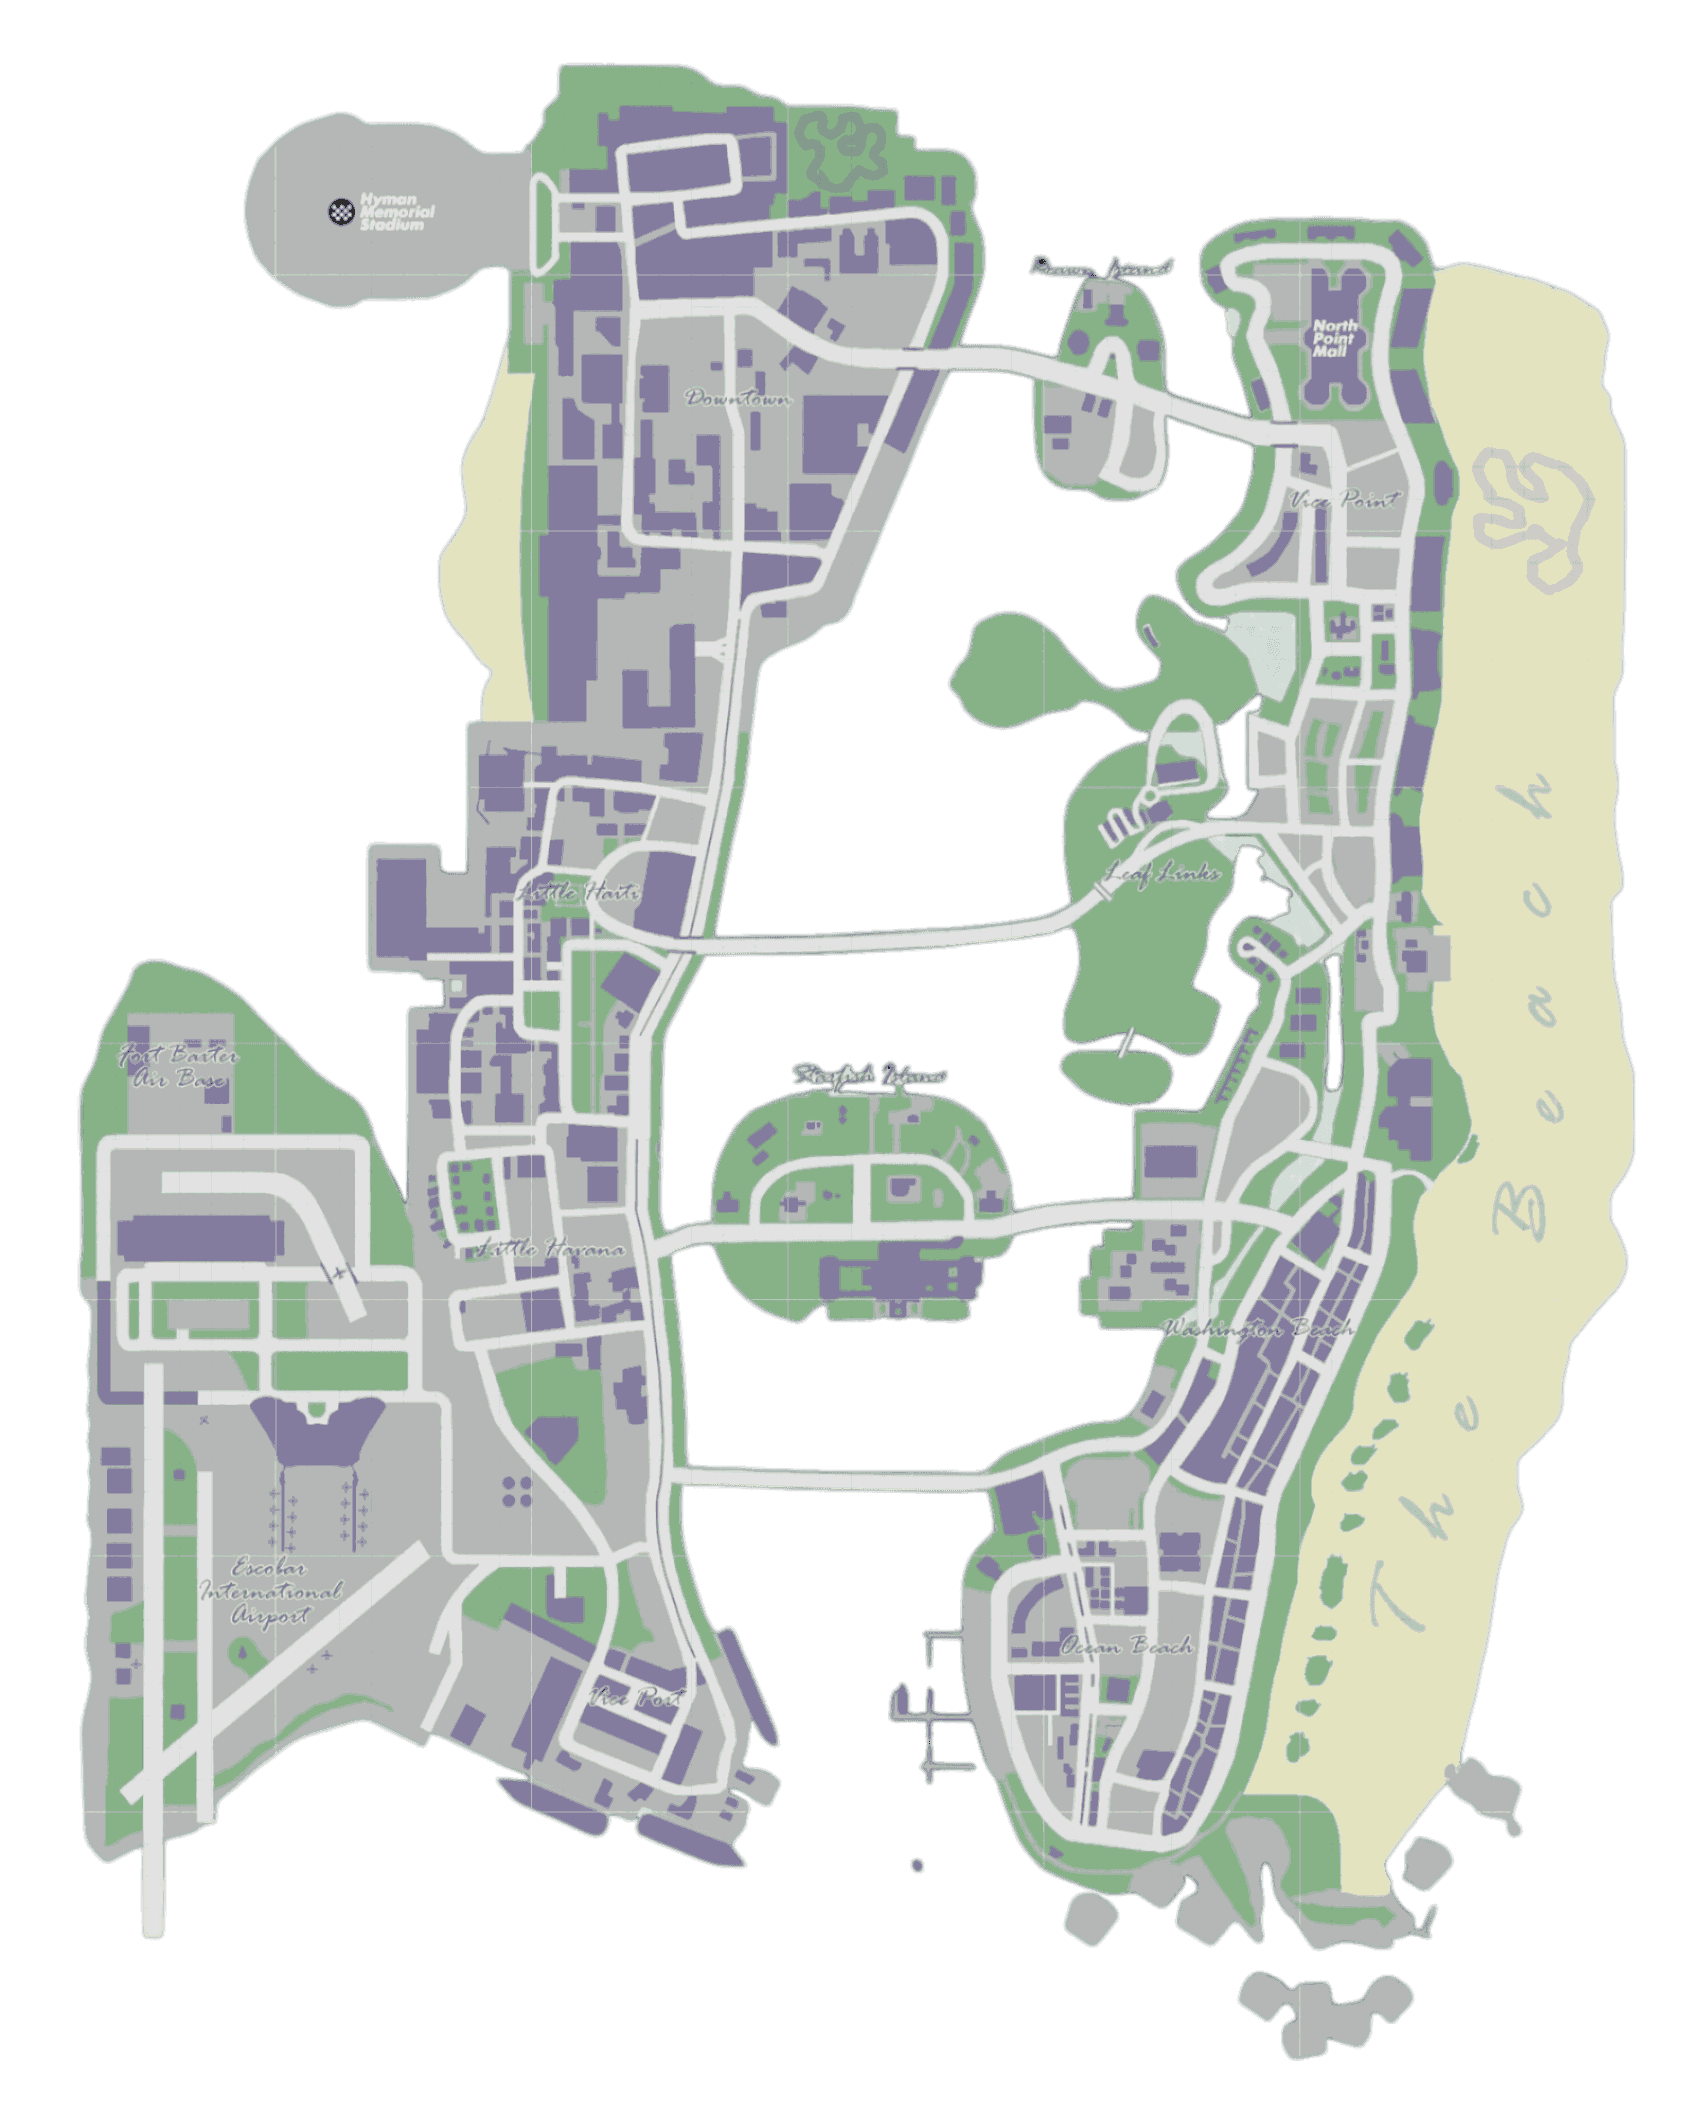 Hyman
Memorial
Stadium
Prawn Island
North
Point
Mall
Downtown
Vice Point
Leaf Links
Little Haiti
Fort Baxter
Air Base
Starfish Island
Little Havana
Washington Beach
The Beach
Escobar
International
Airport
Ocean Beach
Vice Port